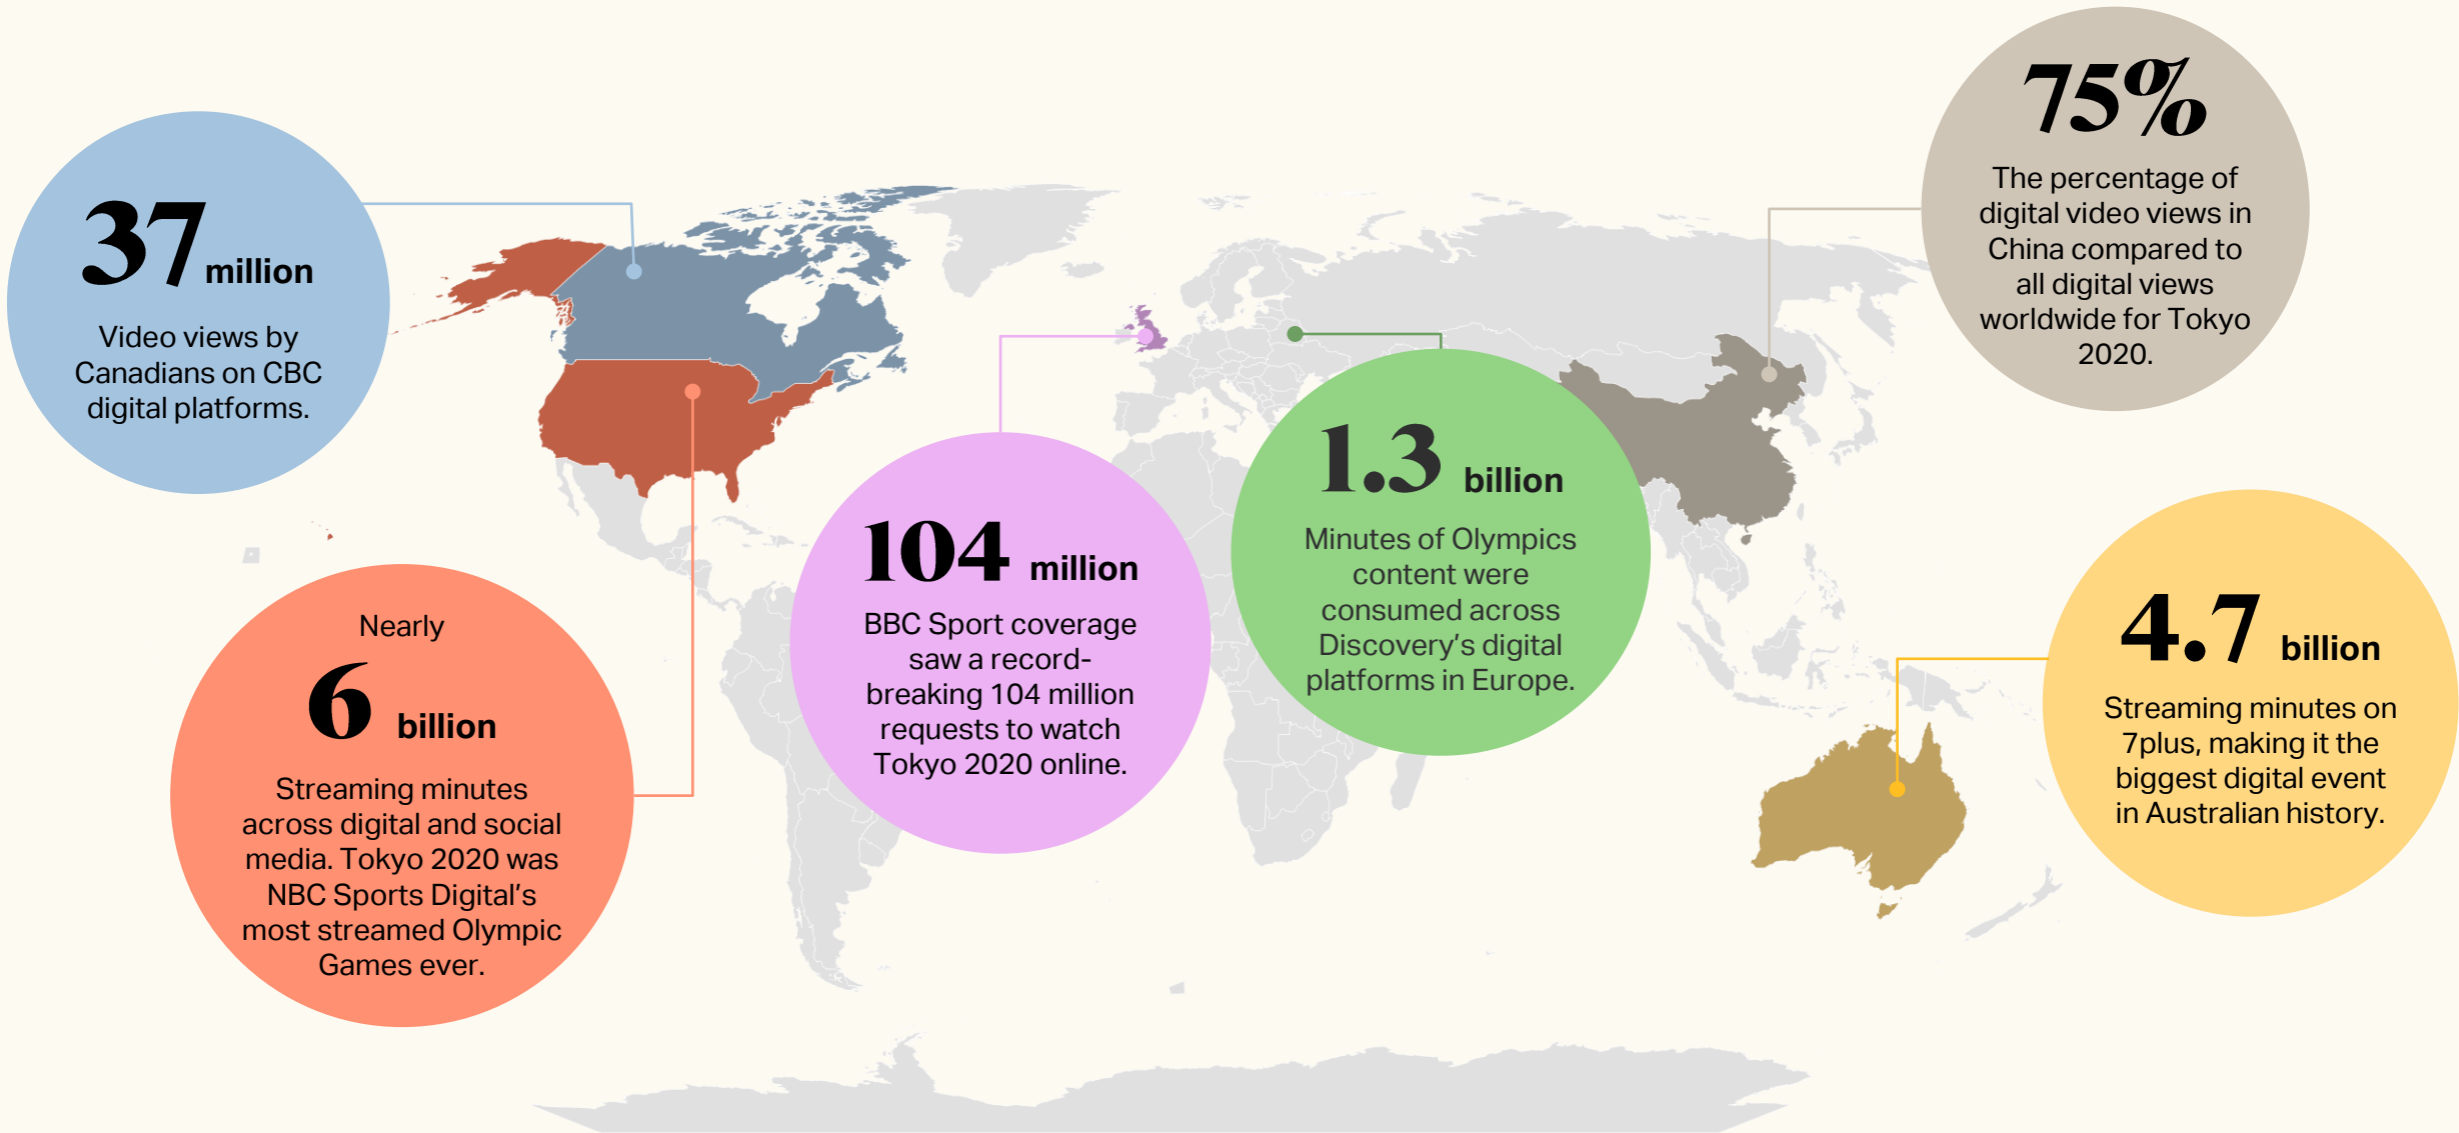 37 million
Video views by
Canadians on CBC
digital platforms.
Nearly
6 billion
Streaming minutes
across digital and social
media. Tokyo 2020 was
NBC Sports Digital's
most streamed Olympic
Games ever.
104 million
BBC Sport coverage
saw a record-
breaking 104 million
requests to watch
Tokyo 2020 online.
1.3 billion
Minutes of Olympics
content were
consumed across
Discovery's digital
platforms in Europe.
75%
The percentage of
digital video views in
China compared to
all digital views
worldwide for Tokyo
2020.
4.7 billion
Streaming minutes on
7plus, making it the
biggest digital event
in Australian history.